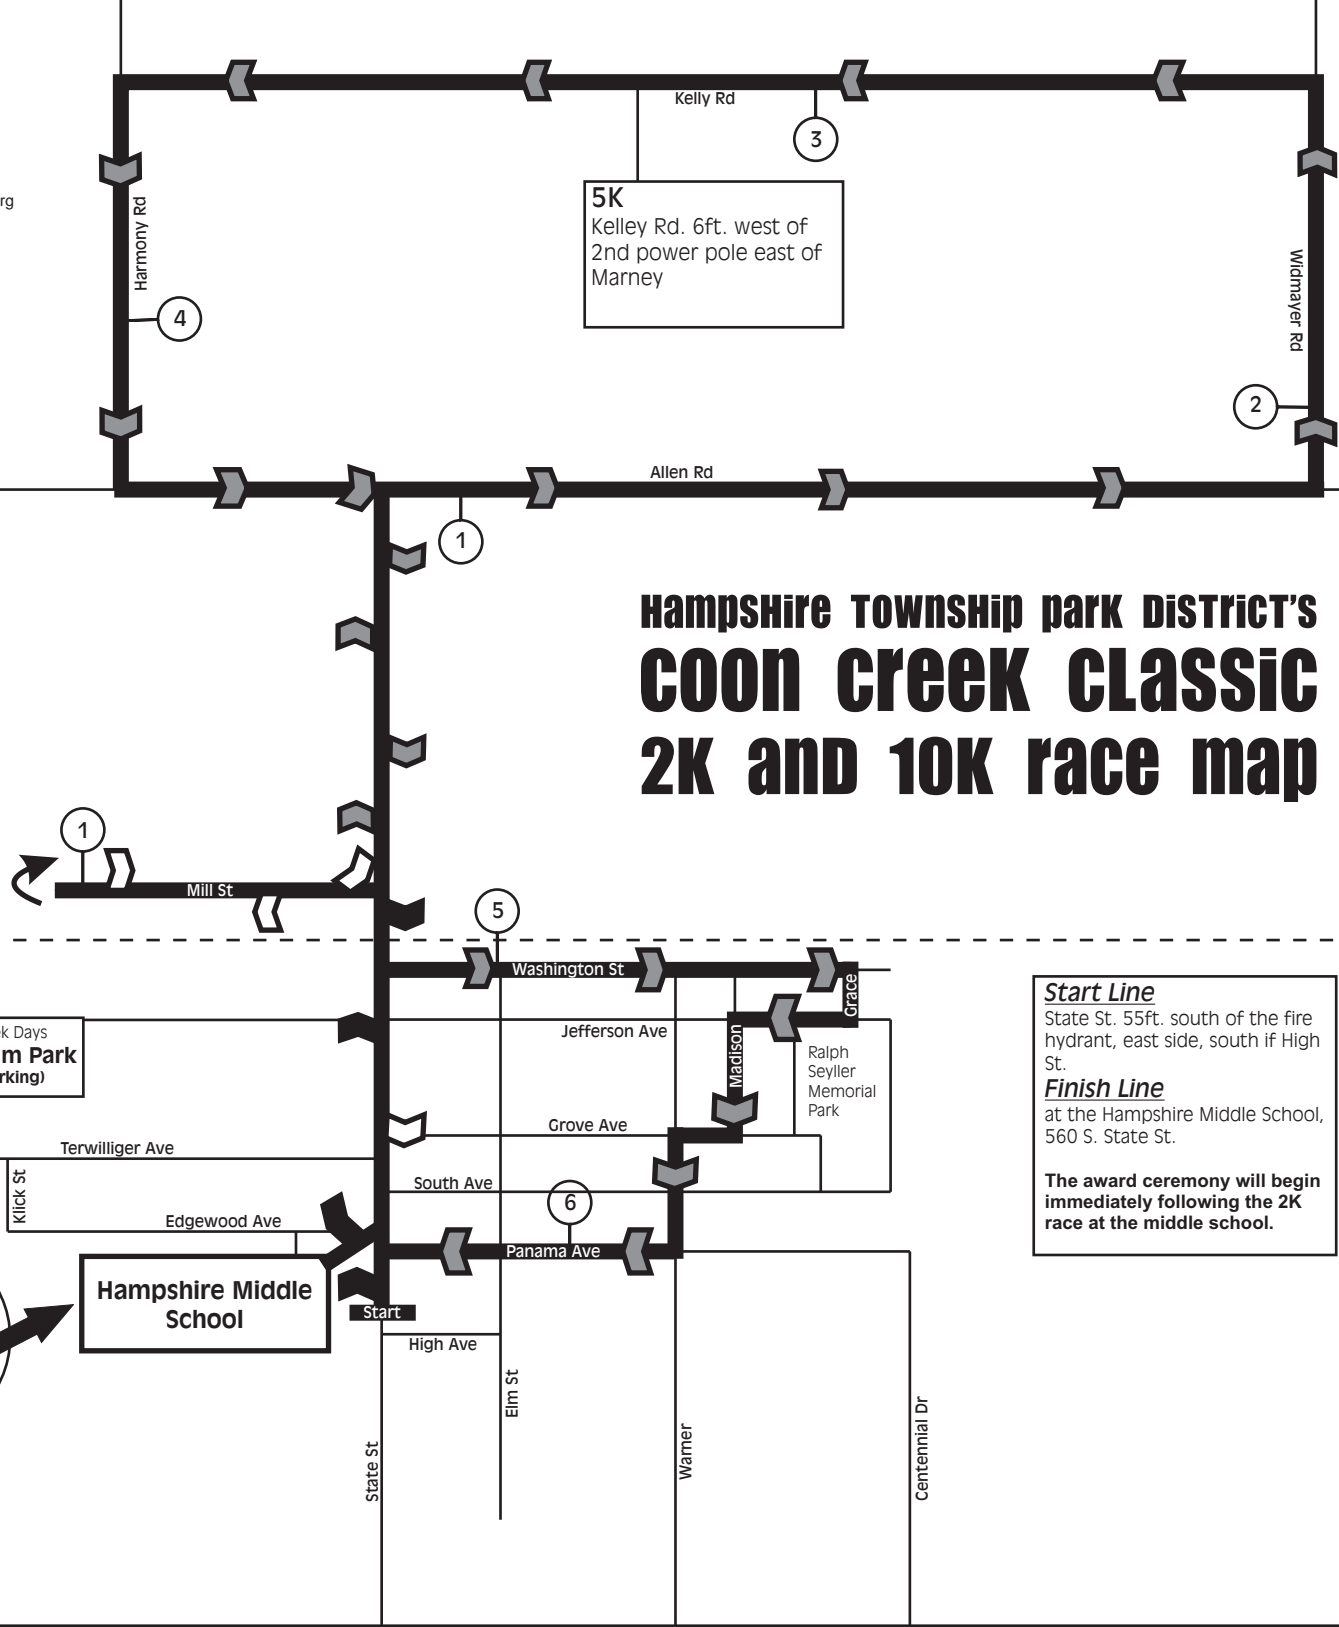 Kelly Rd
3
rg
5K
Kelley Rd. 6ft. west of
2nd power pole east of
Marney
Harmony Rd
Widmayer Rd
4
2
Allen Rd
1
Hampshire Township Park District's
Coon Creek Classic
2K and 10K race map
1
Mill St
5
Washington St
Grace
Jefferson Ave
Madison
Ralph
Seyller
Memorial
Park
k Days
m Park
rking)
Start Line
State St. 55ft. south of the fire
hydrant, east side, south if High
St.
Finish Line
at the Hampshire Middle School,
560 S. State St.
The award ceremony will begin
immediately following the 2K
race at the middle school.
Grove Ave
Terwilliger Ave
Klick St
South Ave
6
Edgewood Ave
Panama Ave
Hampshire Middle
School
Start
High Ave
Elm St
State St
Warner
Centennial Dr